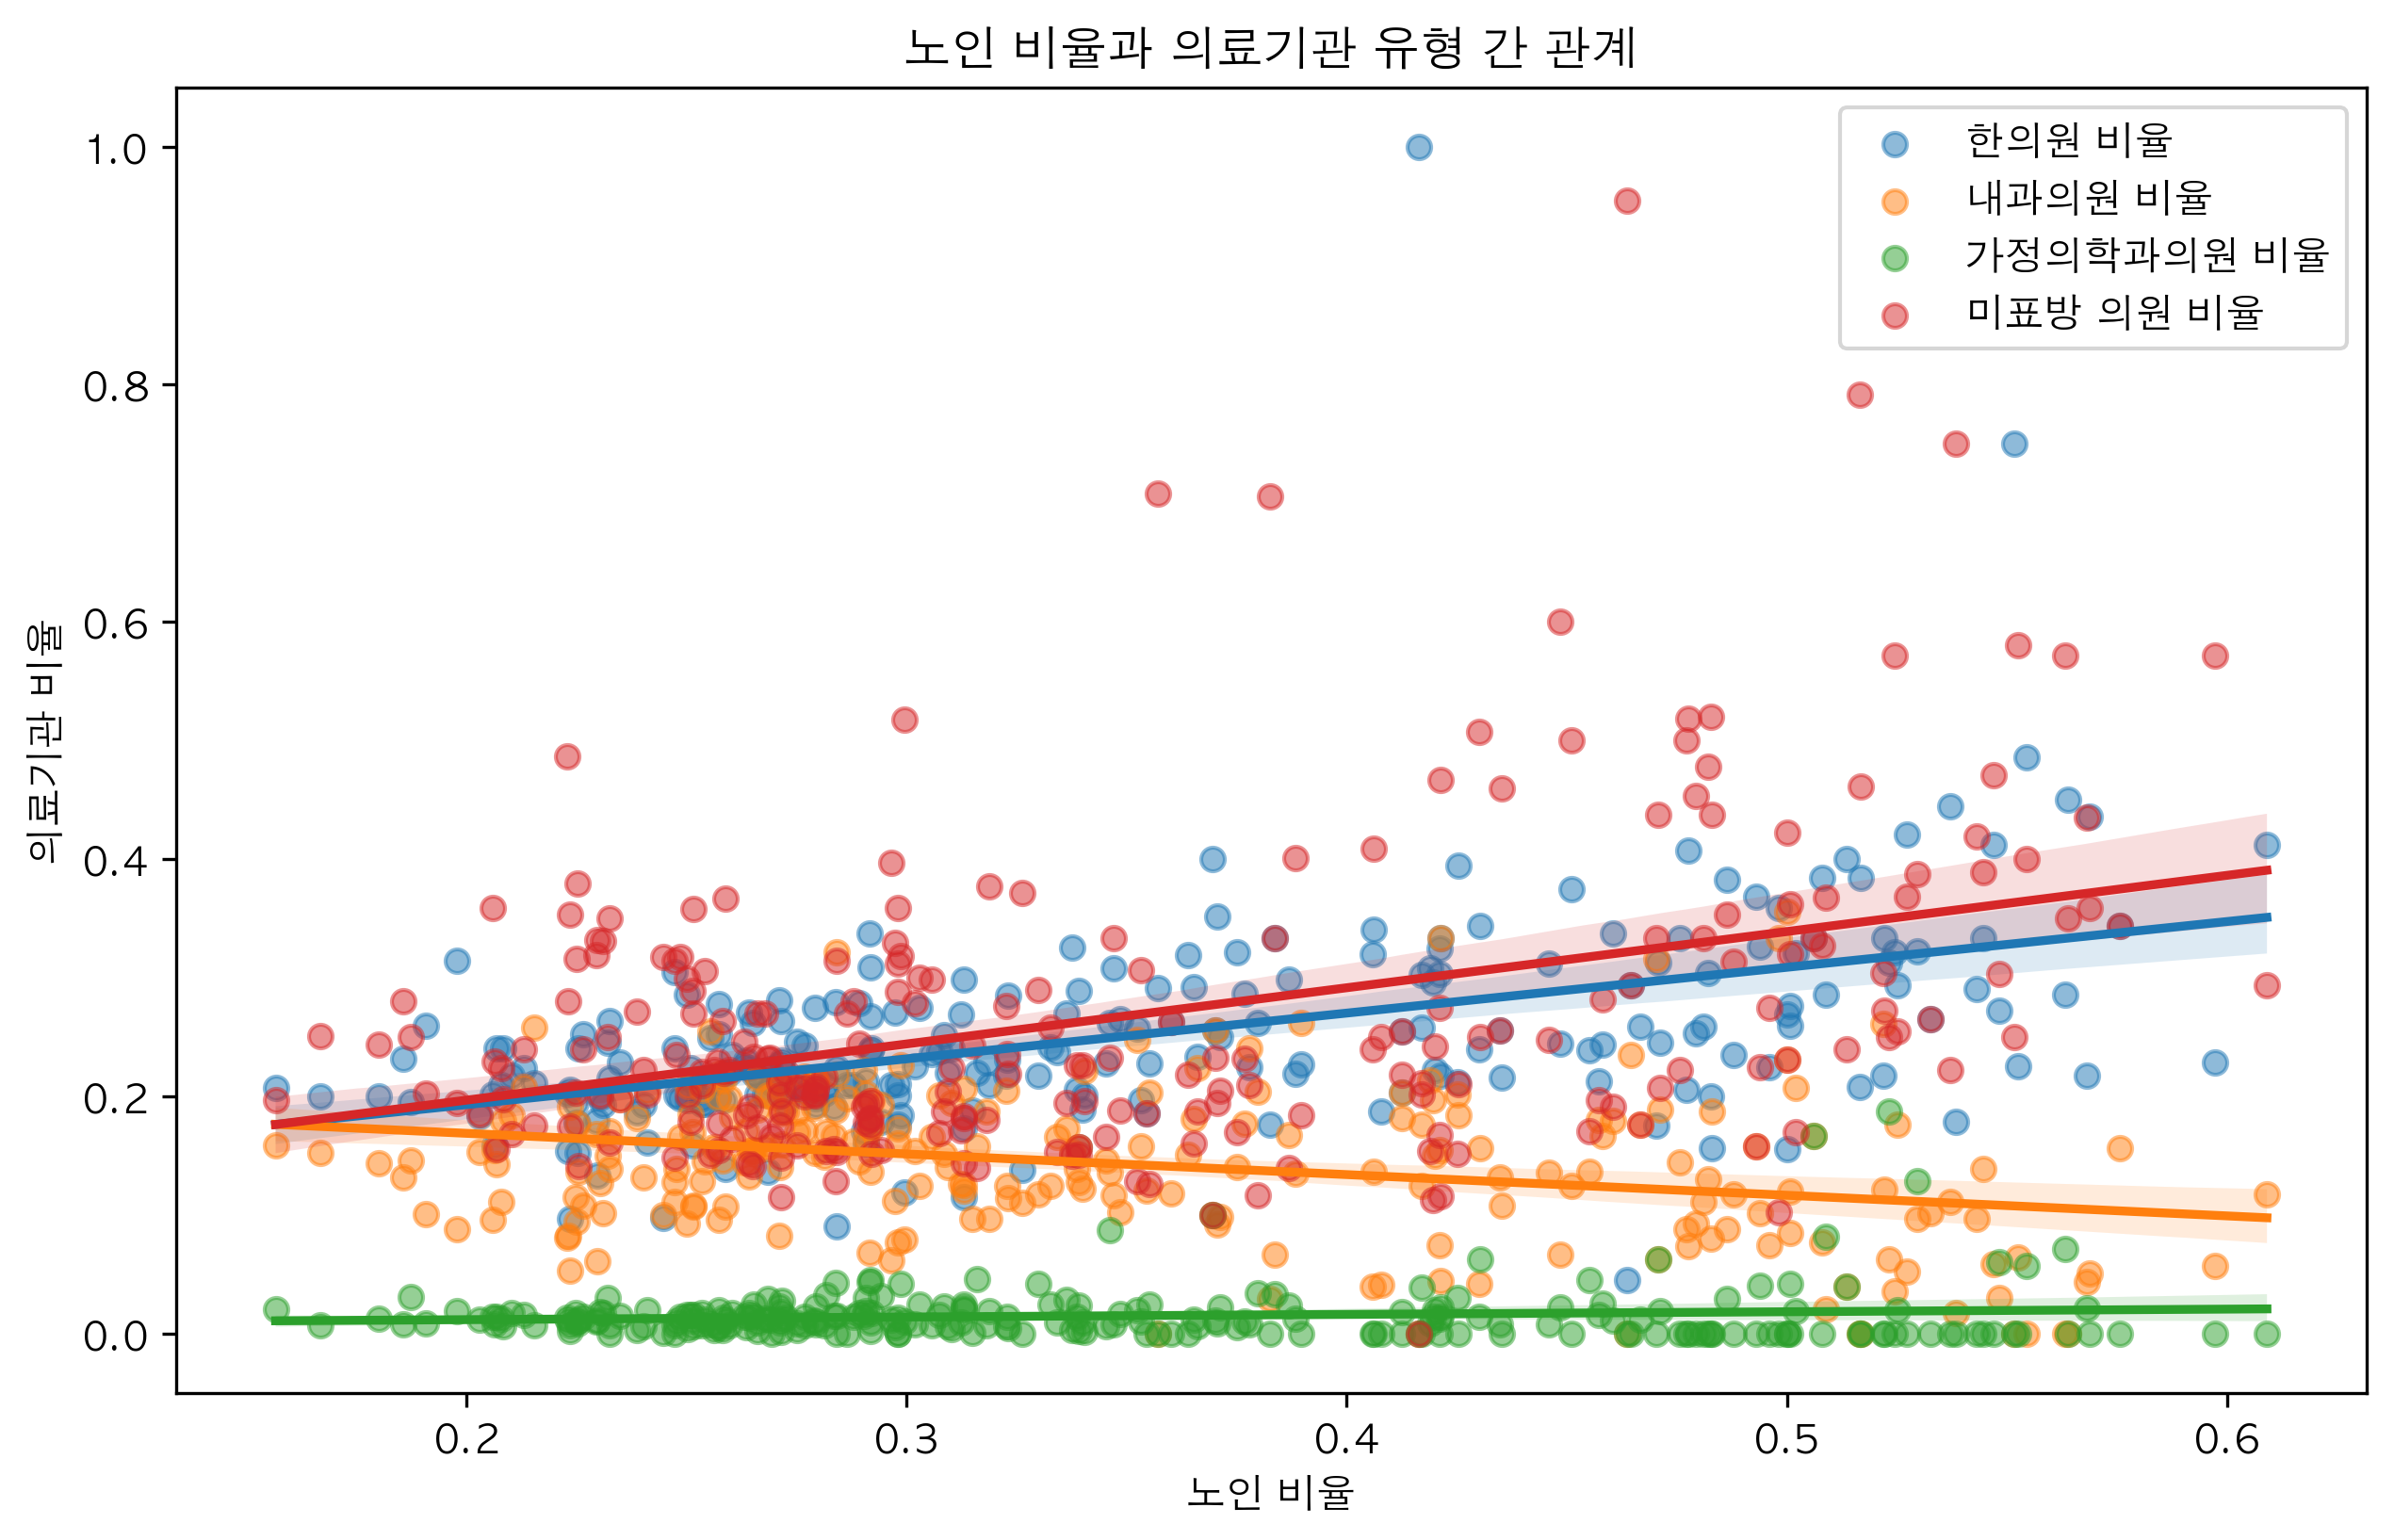 노인 비율과 의료기관 유형 간 관계
한의원 비율
내과의원 비율
가정의학과의원 비율
미표방 의원 비율
의료기관 비율
1.0
0.8
0.6
0.4
0.2
0.0
0.2 0.3 0.4 0.5 0.6
노인 비율